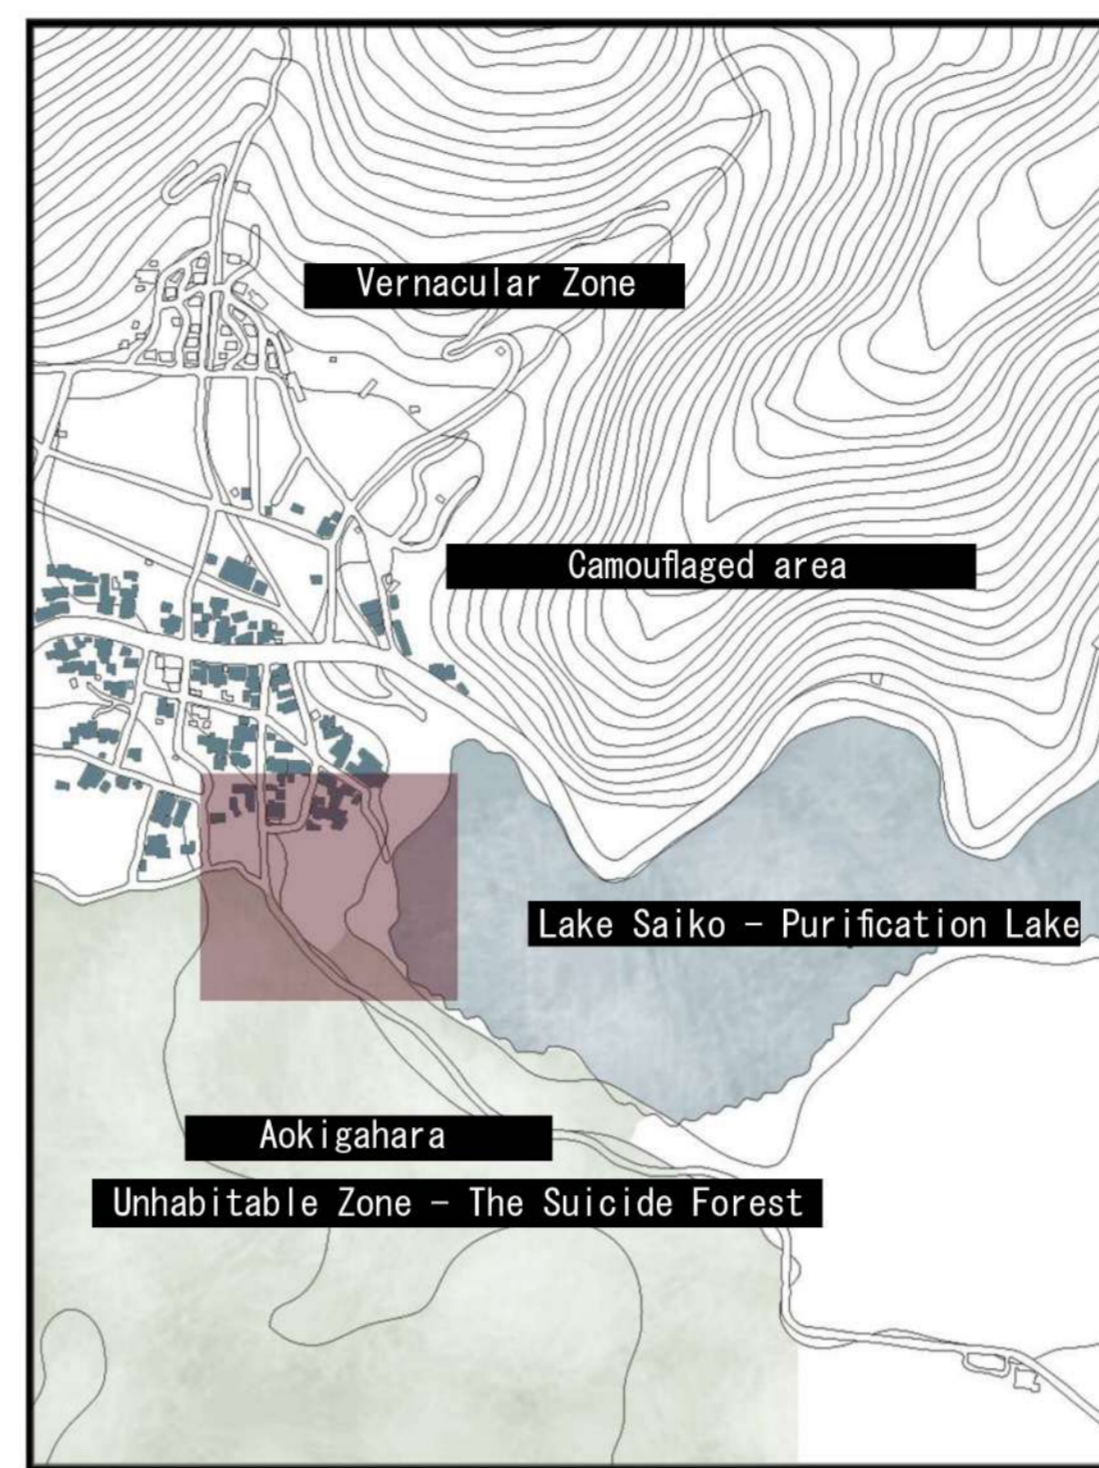 Vernacular Zone
Camouflaged area
Lake Saiko – Purification Lake
Aokigahara
Unhabitable Zone – The Suicide Forest